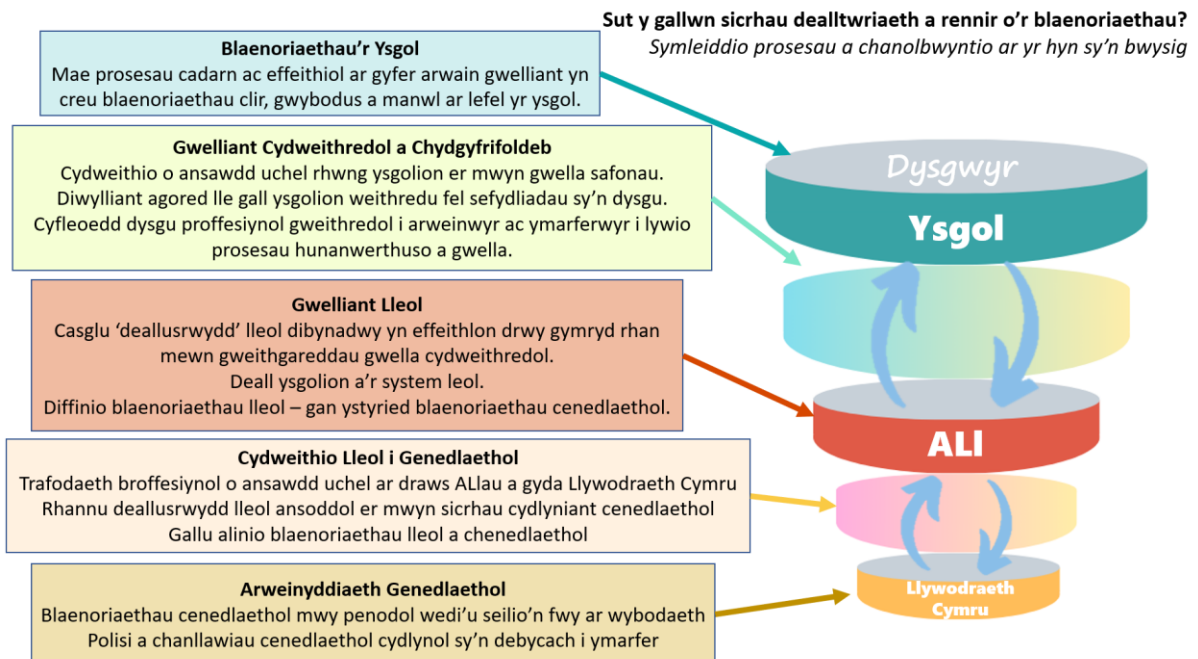 Sut y gallwn sicrhau dealltwriaeth a rennir o'r blaenoriaethau?
Symleiddio prosesau a chanolbwyntio ar yr hyn sy'n bwysig
Blaenoriaethau'r Ysgol
Mae prosesau cadarn ac effeithiol ar gyfer arwain gwelliant yn
creu blaenoriaethau clir, gwybodus a manwl ar lefel yr ysgol.
Gwelliant Cydweithredol a Chydgyfrifoldeb
Cydweithio o ansawdd uchel rhwng ysgolion er mwyn gwella safonau.
Diwylliant agored lle gall ysgolion weithredu fel sefydliadau sy'n dysgu.
Cyfleoedd dysgu proffesiynol gweithredol i arweinwyr ac ymarferwyr i lywio
prosesau hunanwerthuso a gwella.
Gwelliant Lleol
Casglu 'deallusrwydd' lleol dibynadwy yn effeithlon drwy gymryd rhan
mewn gweithgareddau gwella cydweithredol.
Deall ysgolion a'r system leol.
Diffinio blaenoriaethau lleol – gan ystyried blaenoriaethau cenedlaethol.
Cydweithio Lleol i Genedlaethol
Trafodaeth broffesiynol o ansawdd uchel ar draws ALlau a gyda Llywodraeth Cymru
Rhannu deallusrwydd lleol ansoddol er mwyn sicrhau cydlyniant cenedlaethol
Gallu alinio blaenoriaethau lleol a chenedlaethol
Arweinyddiaeth Genedlaethol
Blaenoriaethau cenedlaethol mwy penodol wedi'u seilio'n fwy ar wybodaeth
Polisi a chanllawiau cenedlaethol cydlynol sy'n debycach i ymarfer
Dysgwyr
Ysgol
ALl
Llywodraeth
Cymru